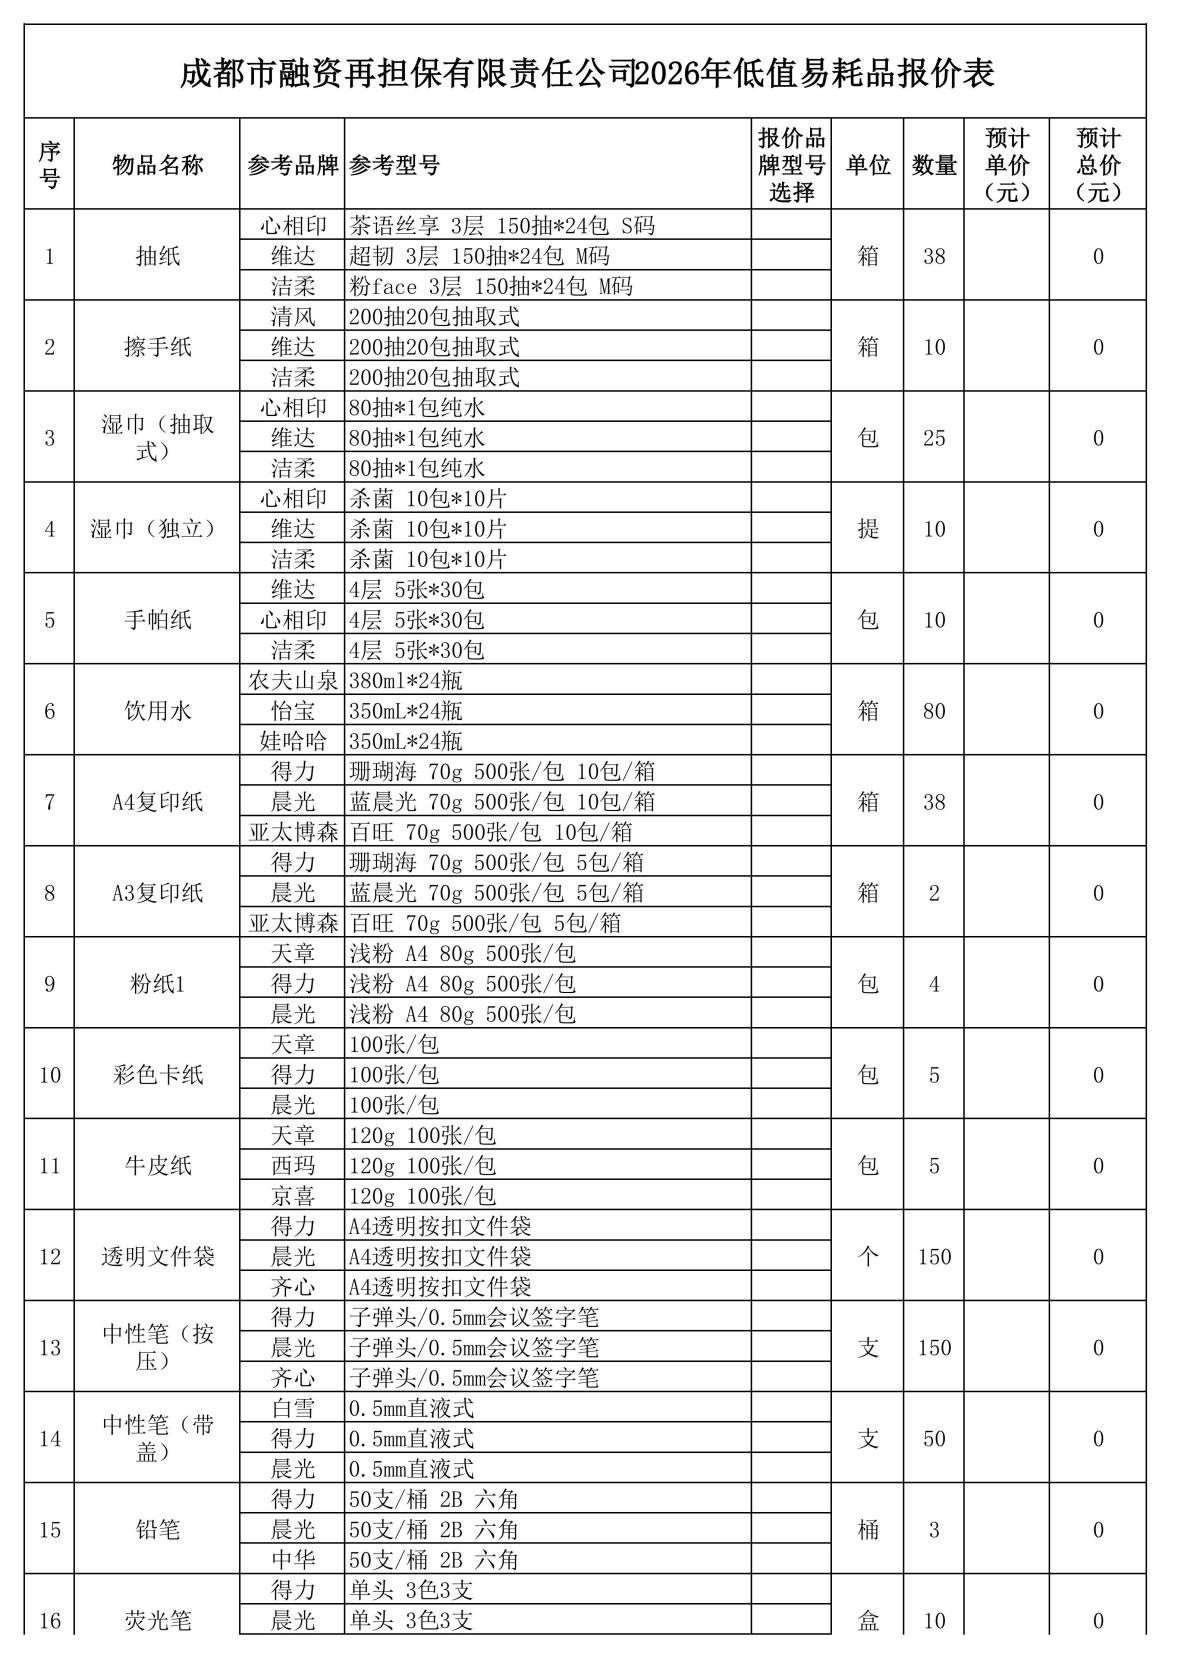 成都市融资再担保有限责任公司2026年低值易耗品报价表
序号 物品名称 参考品牌 参考型号 报价品牌型号选择 单位 数量 预计单价（元） 预计总价（元）
1 抽纸 心相印 茶语丝享 3层 150抽*24包 S码 箱 38 0
维达 超韧 3层 150抽*24包 M码
洁柔 粉face 3层 150抽*24包 M码
2 擦手纸 清风 200抽20包抽取式 箱 10 0
维达 200抽20包抽取式
洁柔 200抽20包抽取式
3 湿巾（抽取式） 心相印 80抽*1包纯水 包 25 0
维达 80抽*1包纯水
洁柔 80抽*1包纯水
4 湿巾（独立） 心相印 杀菌 10包*10片 提 10 0
维达 杀菌 10包*10片
洁柔 杀菌 10包*10片
5 手帕纸 维达 4层 5张*30包 包 10 0
心相印 4层 5张*30包
洁柔 4层 5张*30包
6 饮用水 农夫山泉 380ml*24瓶 箱 80 0
怡宝 350mL*24瓶
娃哈哈 350mL*24瓶
7 A4复印纸 得力 珊瑚海 70g 500张/包 10包/箱 箱 38 0
晨光 蓝晨光 70g 500张/包 10包/箱
亚太博森 百旺 70g 500张/包 10包/箱
8 A3复印纸 得力 珊瑚海 70g 500张/包 5包/箱 箱 2 0
晨光 蓝晨光 70g 500张/包 5包/箱
亚太博森 百旺 70g 500张/包 5包/箱
9 粉纸1 天章 浅粉 A4 80g 500张/包 包 4 0
得力 浅粉 A4 80g 500张/包
晨光 浅粉 A4 80g 500张/包
10 彩色卡纸 天章 100张/包 包 5 0
得力 100张/包
晨光 100张/包
11 牛皮纸 天章 120g 100张/包 包 5 0
西玛 120g 100张/包
京喜 120g 100张/包
12 透明文件袋 得力 A4透明按扣文件袋 个 150 0
晨光 A4透明按扣文件袋
齐心 A4透明按扣文件袋
13 中性笔（按压） 得力 子弹头/0.5mm会议签字笔 支 150 0
晨光 子弹头/0.5mm会议签字笔
齐心 子弹头/0.5mm会议签字笔
14 中性笔（带盖） 白雪 0.5mm直液式 支 50 0
得力 0.5mm直液式
晨光 0.5mm直液式
15 铅笔 得力 50支/桶 2B 六角 桶 3 0
晨光 50支/桶 2B 六角
中华 50支/桶 2B 六角
16 荧光笔 得力 单头 3色3支 盒 10 0
晨光 单头 3色3支